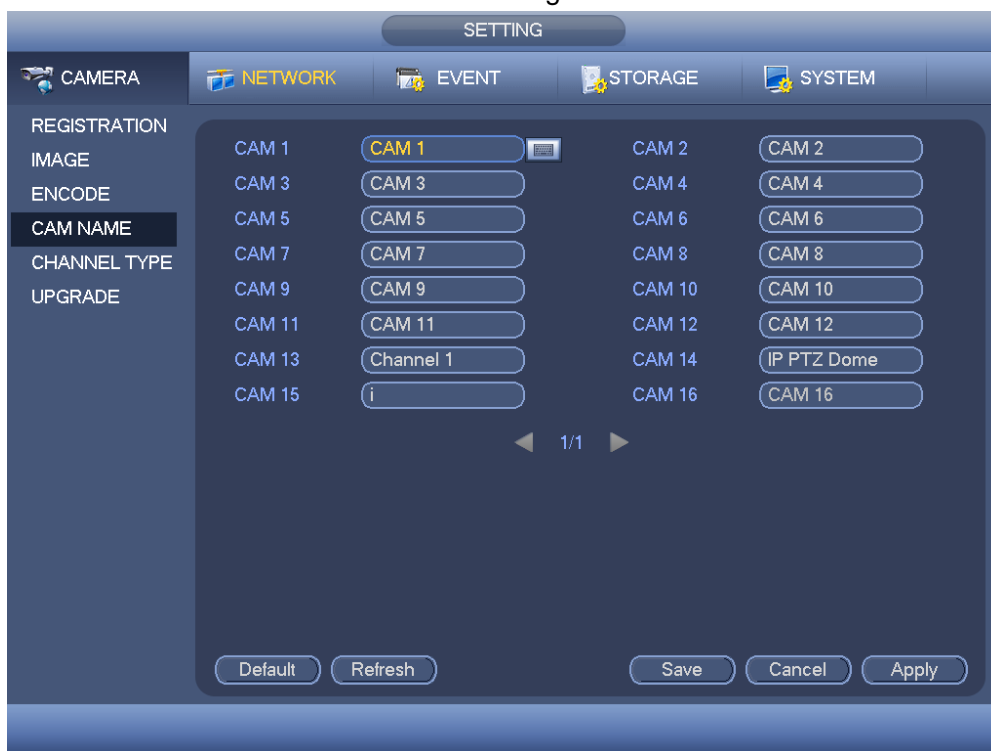 SETTING
CAMERA NETWORK EVENT STORAGE SYSTEM
REGISTRATION
IMAGE
ENCODE
CAM NAME
CHANNEL TYPE
UPGRADE
CAM 1 CAM 1 CAM 2 CAM 2
CAM 3 CAM 3 CAM 4 CAM 4
CAM 5 CAM 5 CAM 6 CAM 6
CAM 7 CAM 7 CAM 8 CAM 8
CAM 9 CAM 9 CAM 10 CAM 10
CAM 11 CAM 11 CAM 12 CAM 12
CAM 13 Channel 1 CAM 14 IP PTZ Dome
CAM 15 i CAM 16 CAM 16
1/1
Default Refresh Save Cancel Apply